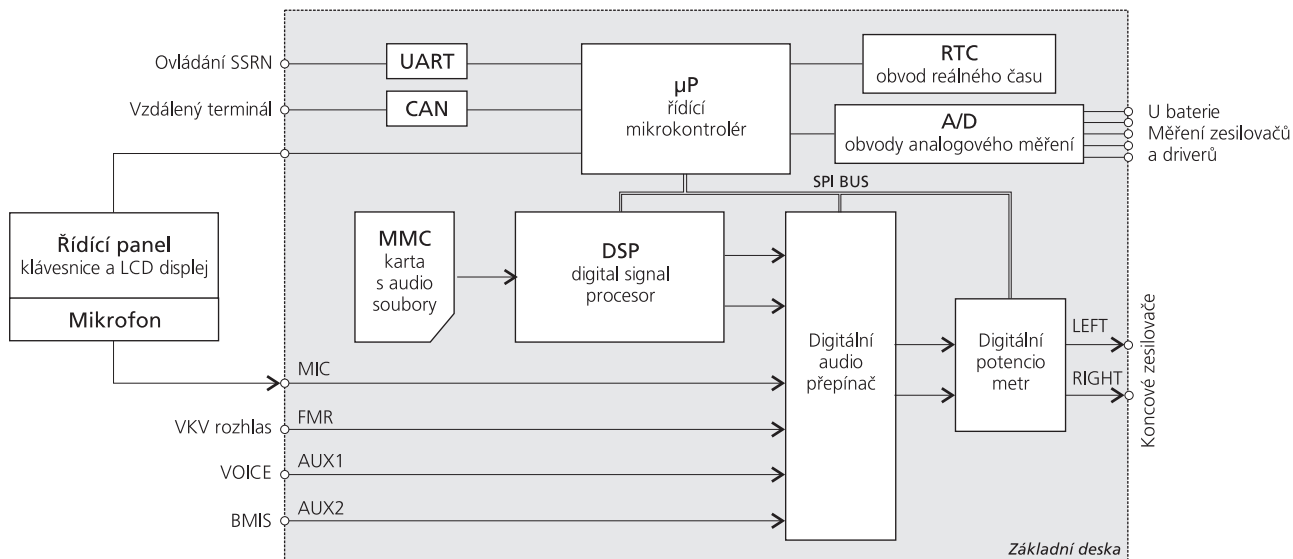 Ovládání SSRN
UART
Vzdálený terminál
CAN
µP
řídící
mikrokontrolér
RTC
obvod reálného času
A/D
obvody analogového měření
U baterie
Měření zesilovačů
a driverů
SPI BUS
Řídící panel
klávesnice a LCD displej
Mikrofon
MMC
karta
s audio
soubory
DSP
digital signal
procesor
Digitální
audio
přepínač
Digitální
potencio
metr
LEFT
RIGHT
Koncové zesilovače
MIC
VKV rozhlas
FMR
VOICE
AUX1
BMIS
AUX2
Základní deska